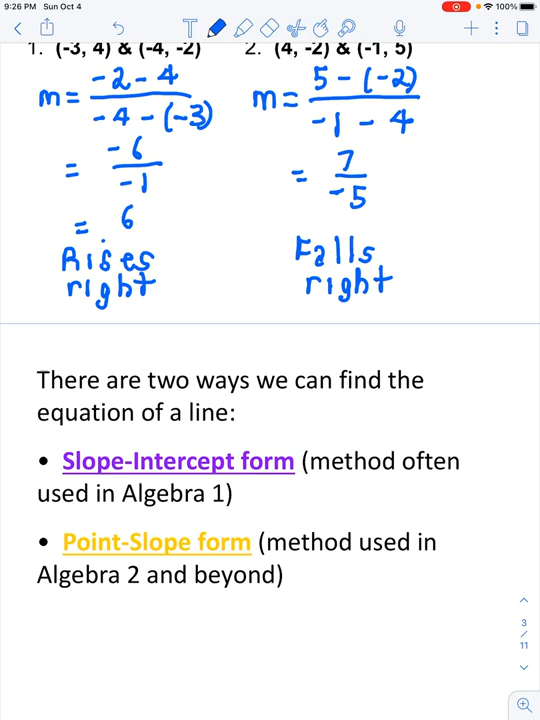 9:26 PM Sun Oct 4
100%
1. (-3, 4) & (-4, -2) 2. (4, -2) & (-1, 5)
m = -2 - 4 / -4 - (-3)
m = 5 - (-2) / -1 - 4
= -6 / -1
= 7 / -5
= 6
Rises
right
Falls
right
There are two ways we can find the
equation of a line:
• Slope-Intercept form (method often
used in Algebra 1)
• Point-Slope form (method used in
Algebra 2 and beyond)
3
/
11